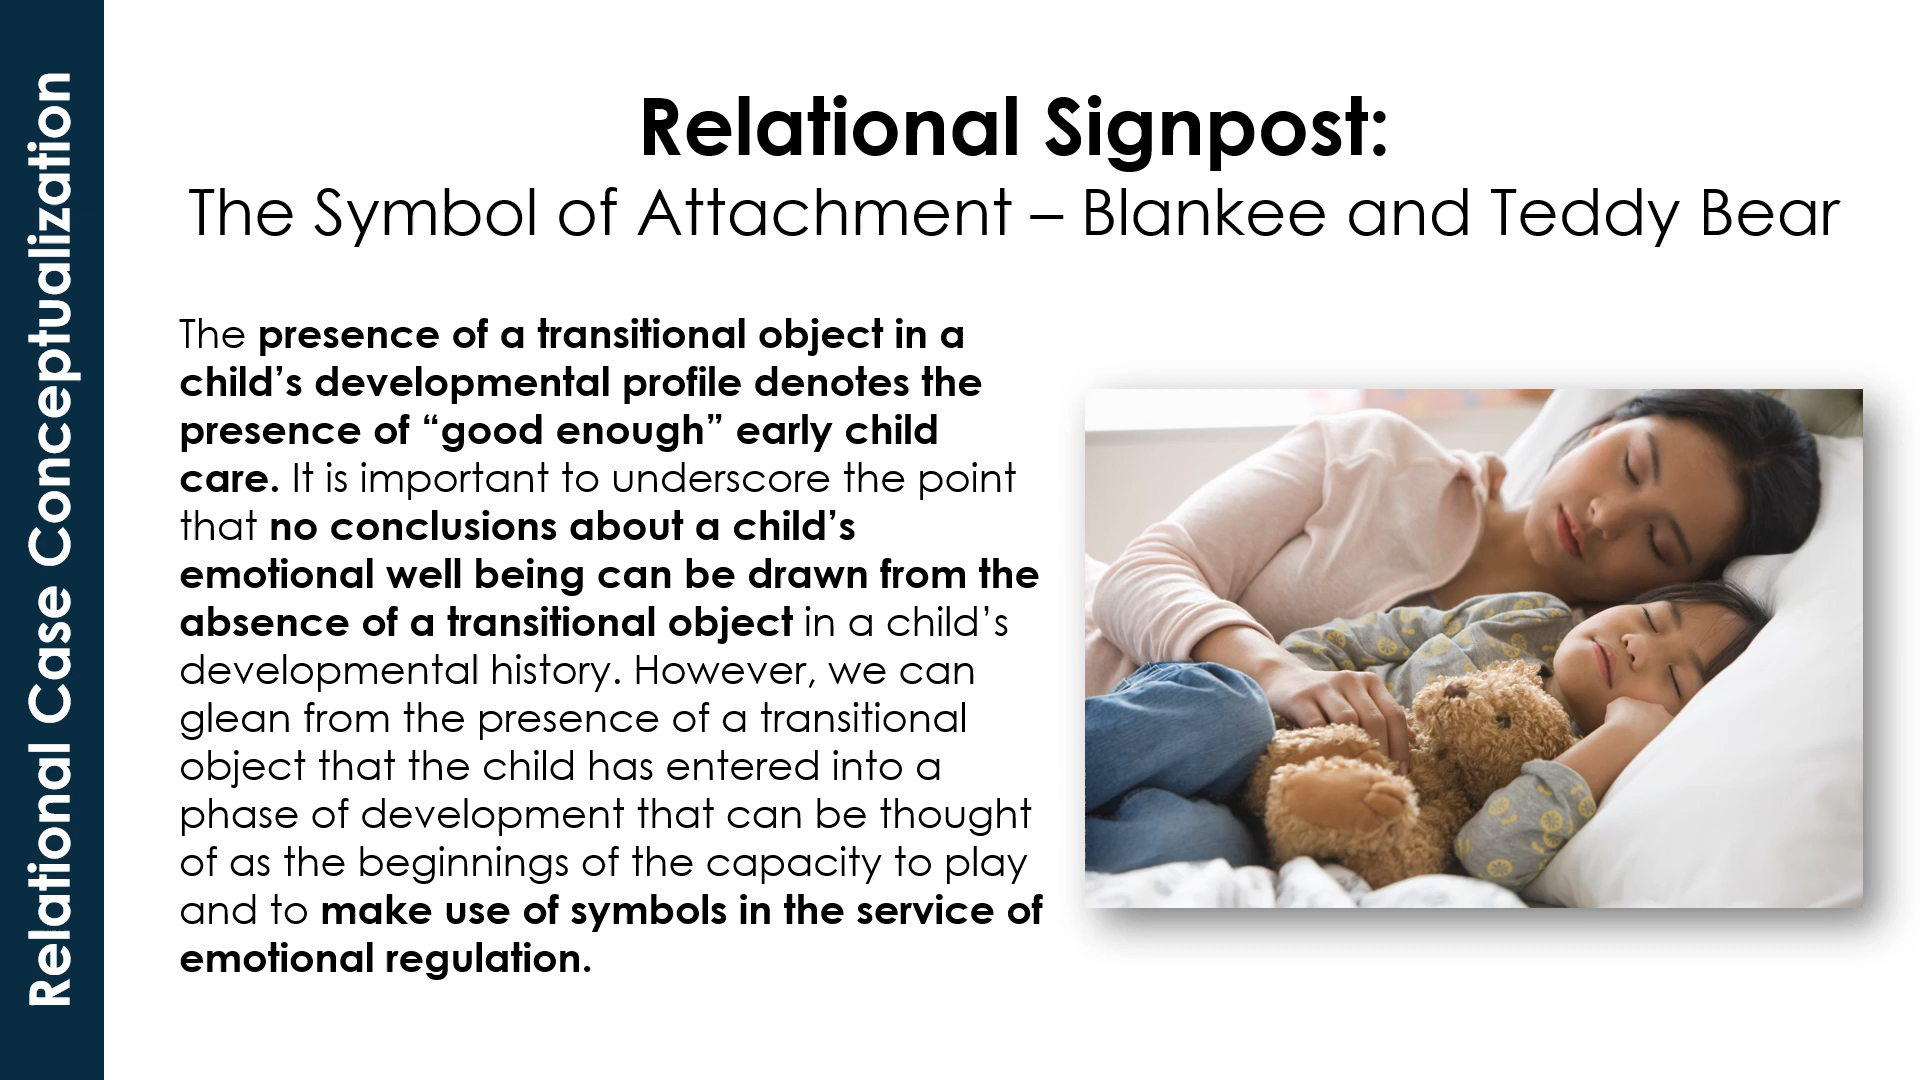 Relational Case Conceptualization
Relational Signpost:
The Symbol of Attachment – Blankee and Teddy Bear
The presence of a transitional object in a
child’s developmental profile denotes the
presence of “good enough” early child
care. It is important to underscore the point
that no conclusions about a child’s
emotional well being can be drawn from the
absence of a transitional object in a child’s
developmental history. However, we can
glean from the presence of a transitional
object that the child has entered into a
phase of development that can be thought
of as the beginnings of the capacity to play
and to make use of symbols in the service of
emotional regulation.